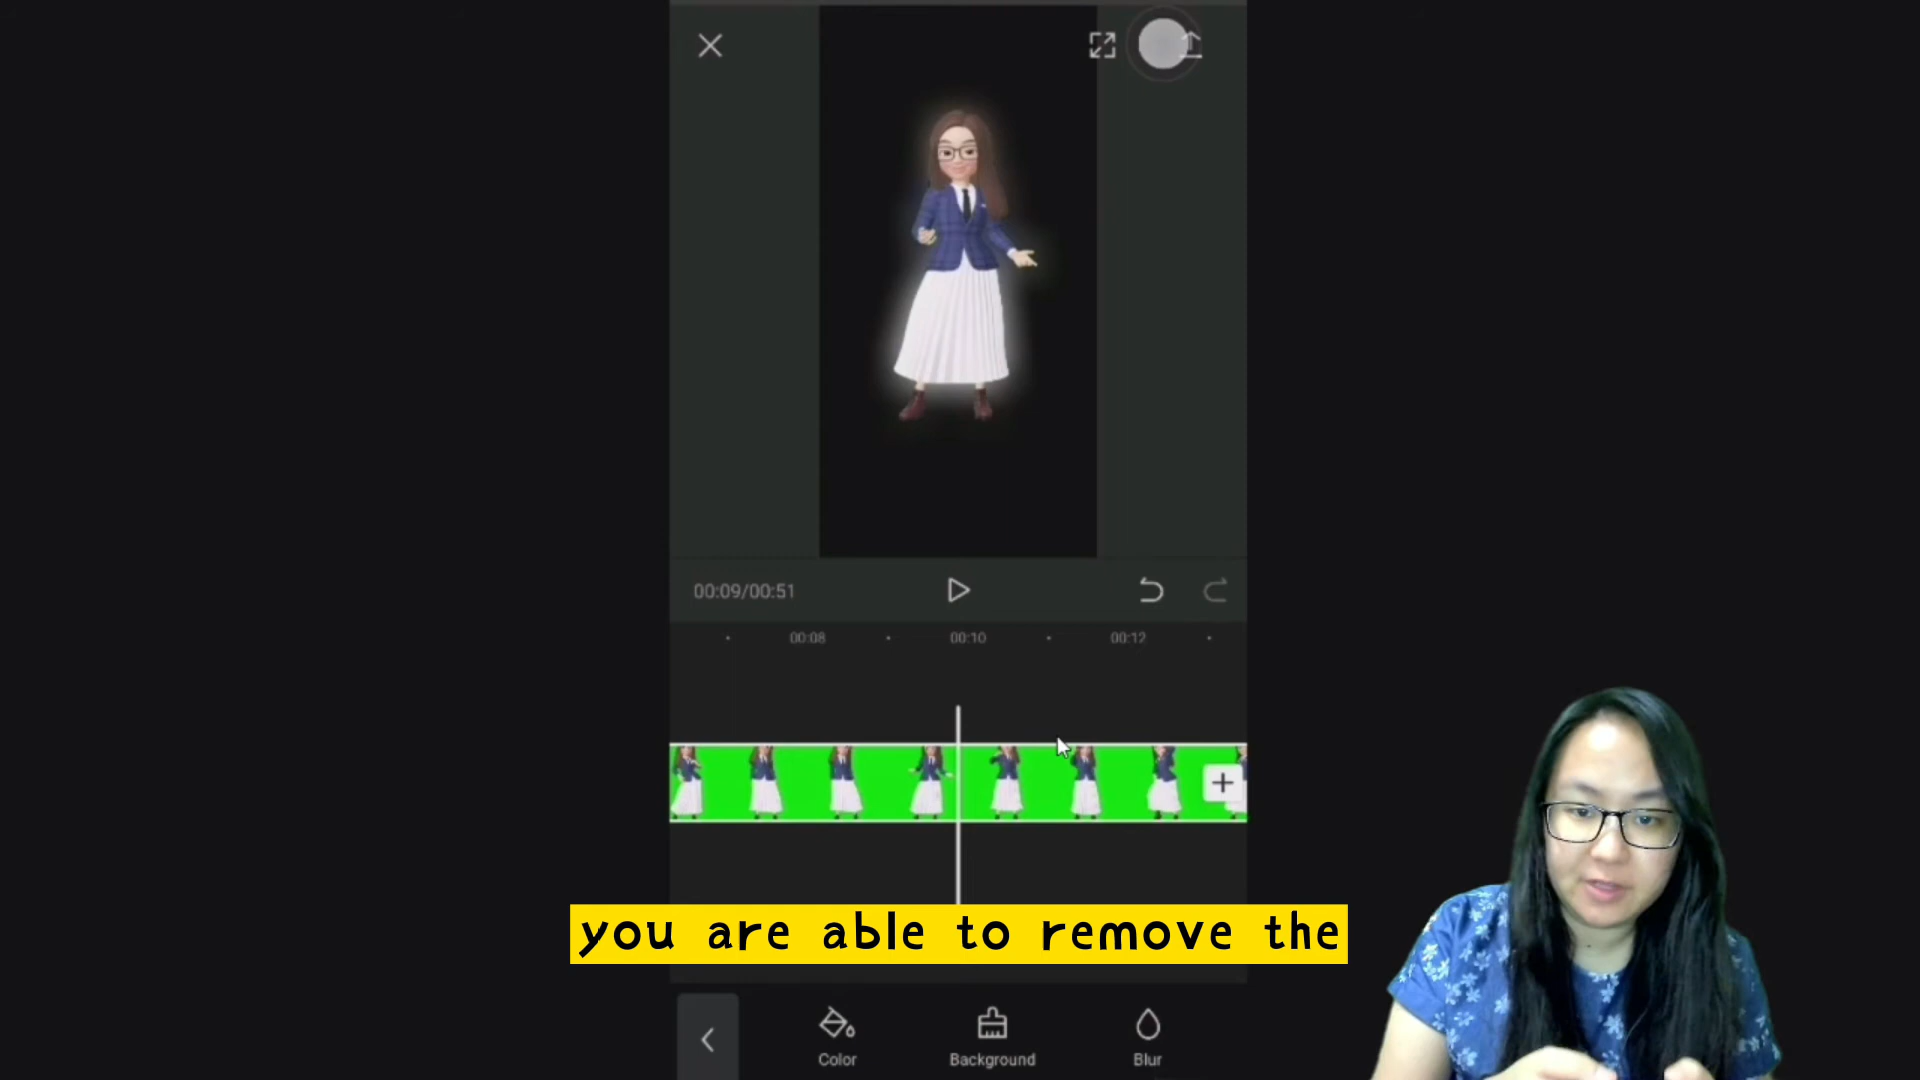 00:09/00:51
00:08
00:10
00:12
you are able to remove the
Color
Background
Blur